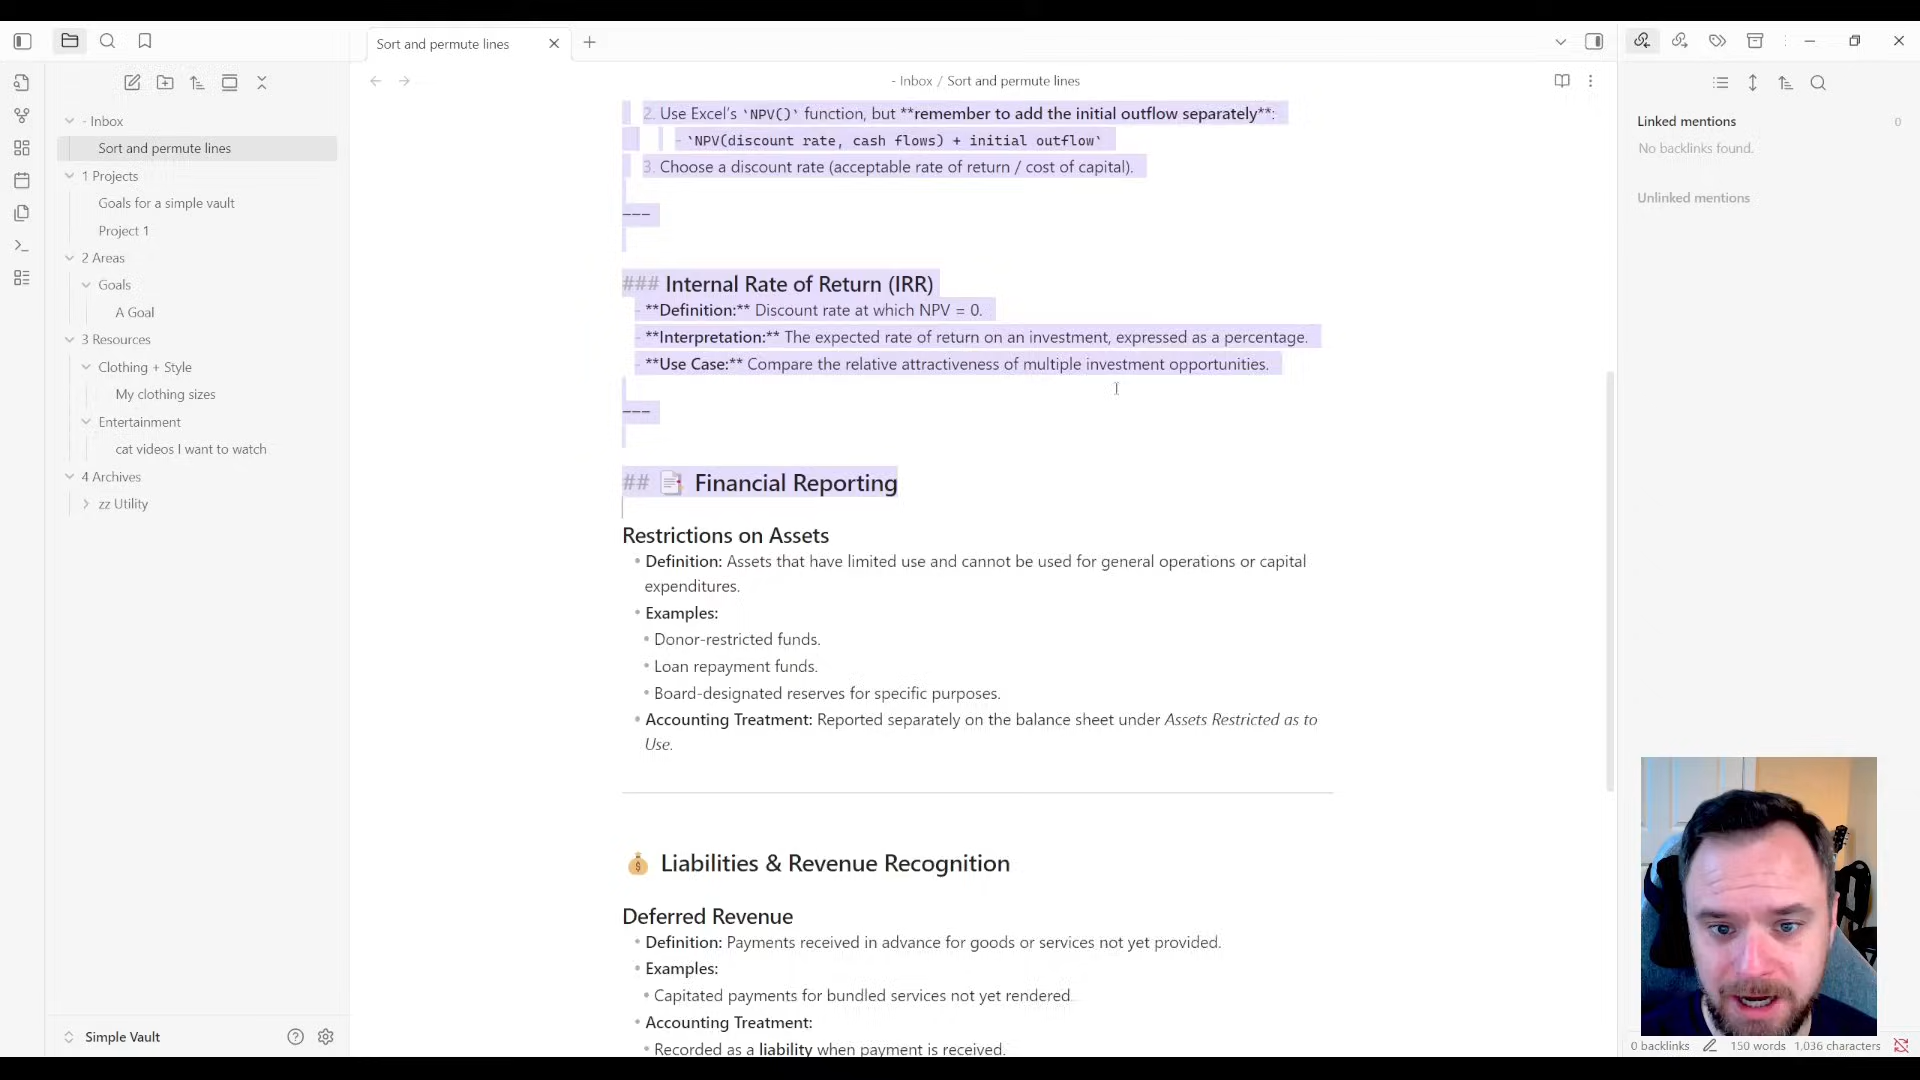 Sort and permute lines
- Inbox
Sort and permute lines
1 Projects
Goals for a simple vault
Project 1
2 Areas
Goals
A Goal
3 Resources
Clothing + Style
My clothing sizes
Entertainment
cat videos I want to watch
4 Archives
zz Utility
Simple Vault
- Inbox / Sort and permute lines
2. Use Excel's `NPV()` function, but **remember to add the initial outflow separately**:
- `NPV(discount rate, cash flows) + initial outflow`
3. Choose a discount rate (acceptable rate of return / cost of capital).
---
### Internal Rate of Return (IRR)
- **Definition:** Discount rate at which NPV = 0.
- **Interpretation:** The expected rate of return on an investment, expressed as a percentage.
- **Use Case:** Compare the relative attractiveness of multiple investment opportunities.
---
## 📑 Financial Reporting
Restrictions on Assets
• Definition: Assets that have limited use and cannot be used for general operations or capital
expenditures.
• Examples:
• Donor-restricted funds.
• Loan repayment funds.
• Board-designated reserves for specific purposes.
• Accounting Treatment: Reported separately on the balance sheet under Assets Restricted as to
Use.
💰 Liabilities & Revenue Recognition
Deferred Revenue
• Definition: Payments received in advance for goods or services not yet provided.
• Examples:
• Capitated payments for bundled services not yet rendered.
• Accounting Treatment:
• Recorded as a liability when payment is received.
Linked mentions 0
No backlinks found.
Unlinked mentions
0 backlinks 150 words 1,036 characters